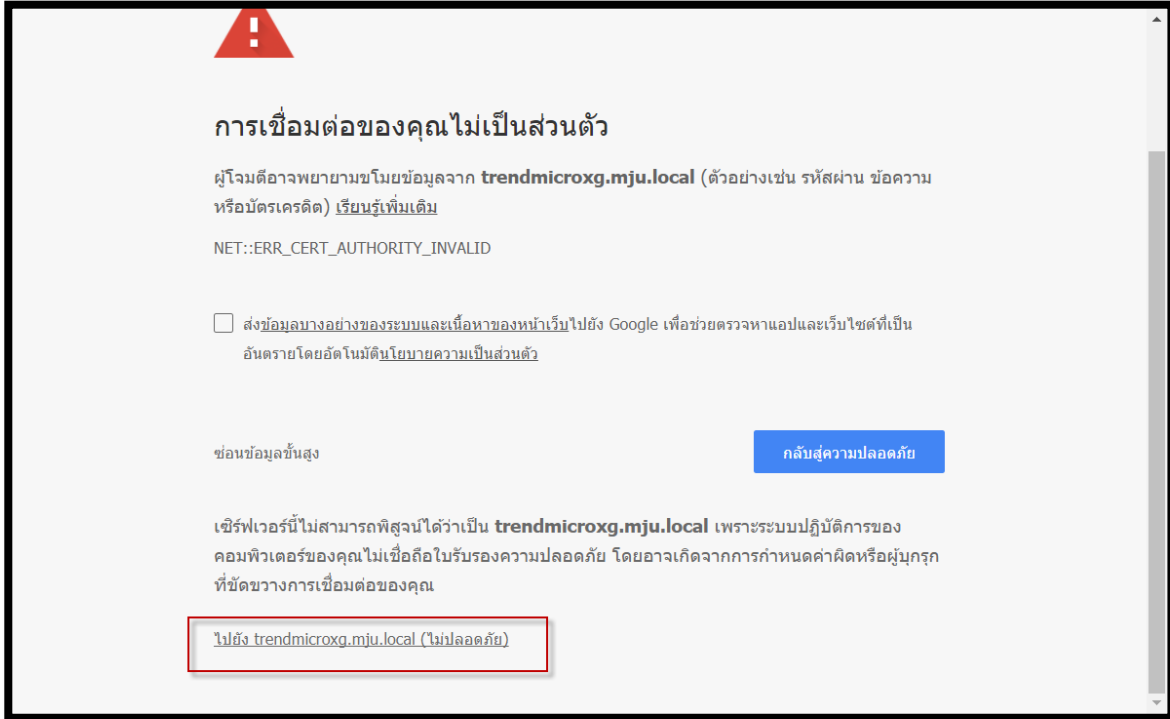 การเชื่อมต่อของคุณไม่เป็นส่วนตัว
ผู้โจมตีอาจพยายามขโมยข้อมูลจาก trendmicroxg.mju.local (ตัวอย่างเช่น รหัสผ่าน ข้อความ
หรือบัตรเครดิต) เรียนรู้เพิ่มเติม
NET::ERR_CERT_AUTHORITY_INVALID
ส่งข้อมูลบางอย่างของระบบและเนื้อหาของหน้าเว็บไปยัง Google เพื่อช่วยตรวจหาแอปและเว็บไซต์ที่เป็น
อันตรายโดยอัตโนมัตินโยบายความเป็นส่วนตัว
ซ่อนข้อมูลขั้นสูง
กลับสู่ความปลอดภัย
เซิร์ฟเวอร์นี้ไม่สามารถพิสูจน์ได้ว่าเป็น trendmicroxg.mju.local เพราะระบบปฏิบัติการของ
คอมพิวเตอร์ของคุณไม่เชื่อถือใบรับรองความปลอดภัย โดยอาจเกิดจากการกำหนดค่าผิดหรือผู้บุกรุก
ที่ขัดขวางการเชื่อมต่อของคุณ
ไปยัง trendmicroxg.mju.local (ไม่ปลอดภัย)